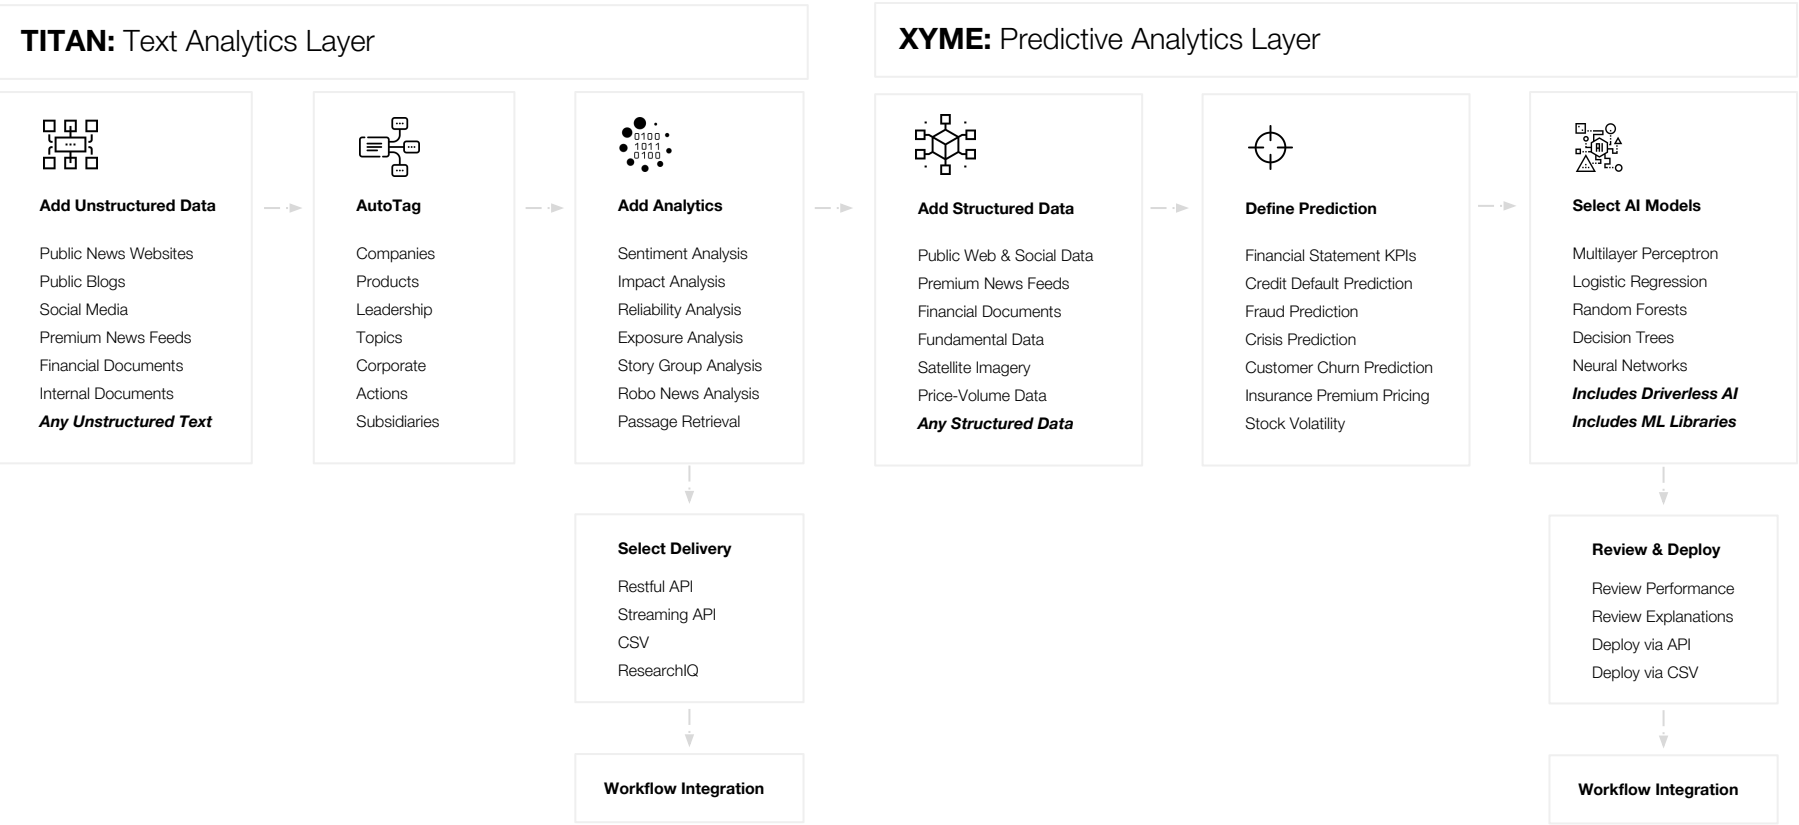 TITAN: Text Analytics Layer
Add Unstructured Data
Public News Websites
Public Blogs
Social Media
Premium News Feeds
Financial Documents
Internal Documents
Any Unstructured Text
AutoTag
Companies
Products
Leadership
Topics
Corporate
Actions
Subsidiaries
0100
1011
0100
Add Analytics
Sentiment Analysis
Impact Analysis
Reliability Analysis
Exposure Analysis
Story Group Analysis
Robo News Analysis
Passage Retrieval
Select Delivery
Restful API
Streaming API
CSV
ResearchIQ
Workflow Integration
XYME: Predictive Analytics Layer
Add Structured Data
Public Web & Social Data
Premium News Feeds
Financial Documents
Fundamental Data
Satellite Imagery
Price-Volume Data
Any Structured Data
Define Prediction
Financial Statement KPIs
Credit Default Prediction
Fraud Prediction
Crisis Prediction
Customer Churn Prediction
Insurance Premium Pricing
Stock Volatility
AI
Select AI Models
Multilayer Perceptron
Logistic Regression
Random Forests
Decision Trees
Neural Networks
Includes Driverless AI
Includes ML Libraries
Review & Deploy
Review Performance
Review Explanations
Deploy via API
Deploy via CSV
Workflow Integration